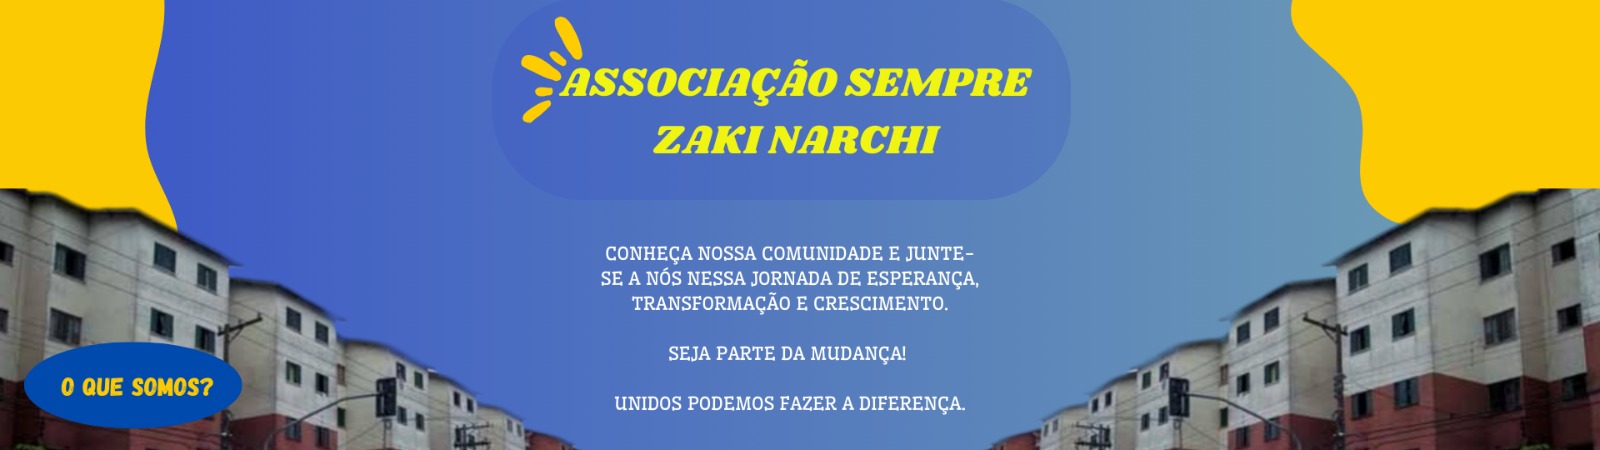 ASSOCIAÇÃO SEMPRE
ZAKI NARCHI
CONHEÇA NOSSA COMUNIDADE E JUNTE-
SE A NÓS NESSA JORNADA DE ESPERANÇA,
TRANSFORMAÇÃO E CRESCIMENTO.
SEJA PARTE DA MUDANÇA!
UNIDOS PODEMOS FAZER A DIFERENÇA.
O QUE SOMOS?